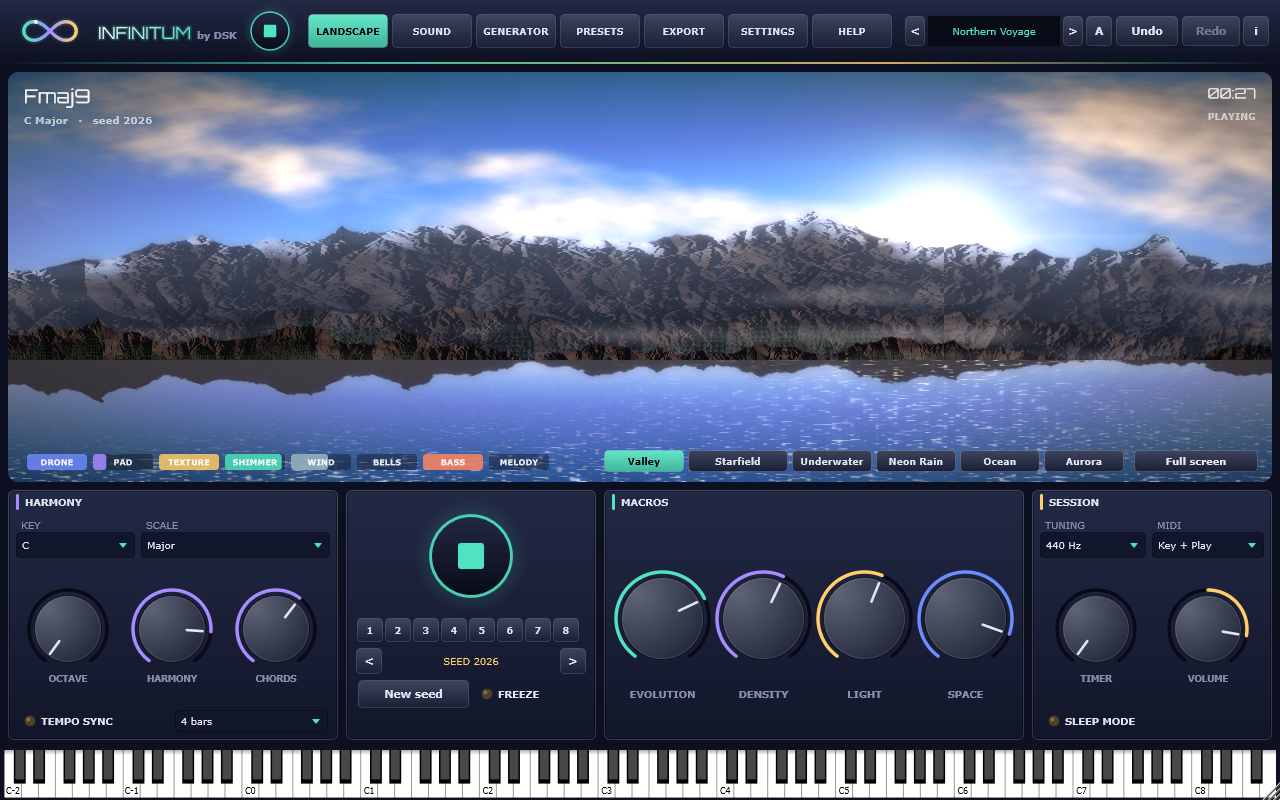 INFINITUM by DSK
LANDSCAPE
SOUND
GENERATOR
PRESETS
EXPORT
SETTINGS
HELP
<
Northern Voyage
>
A
Undo
Redo
i
Fmaj9
C Major · seed 2026
00:27
PLAYING
DRONE
PAD
TEXTURE
SHIMMER
WIND
BELLS
BASS
MELODY
Valley
Starfield
Underwater
Neon Rain
Ocean
Aurora
Full screen
HARMONY
KEY
SCALE
C
Major
OCTAVE
HARMONY
CHORDS
TEMPO SYNC
4 bars
1 2 3 4 5 6 7 8
<
SEED 2026
>
New seed
FREEZE
MACROS
EVOLUTION
DENSITY
LIGHT
SPACE
SESSION
TUNING
MIDI
440 Hz
Key + Play
TIMER
VOLUME
SLEEP MODE
C-2 C-1 C0 C1 C2 C3 C4 C5 C6 C7 C8